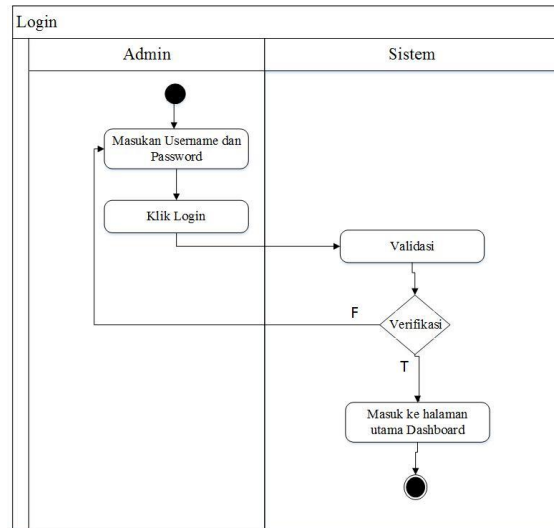 Login
Admin
Sistem
Masukan Username dan
Password
Klik Login
Validasi
Verifikasi
F
T
Masuk ke halaman
utama Dashboard